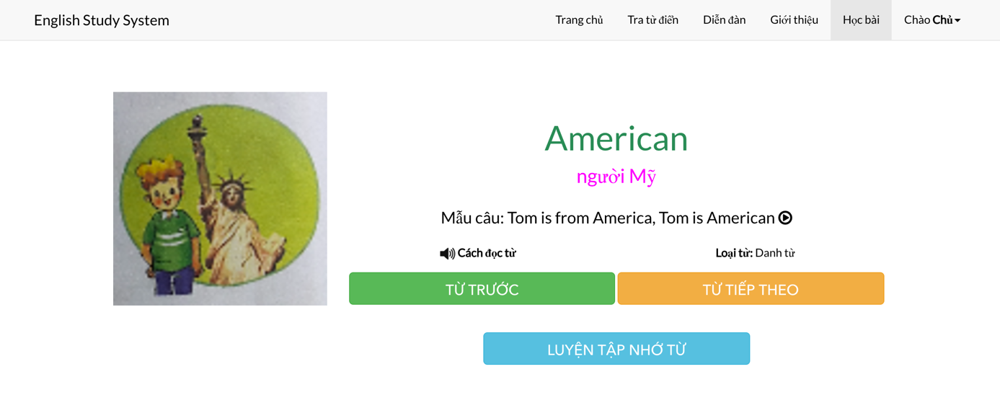 English Study System Trang chủ Tra từ điển Diễn đàn Giới thiệu Học bài Chào Chủ
American
người Mỹ
Mẫu câu: Tom is from America, Tom is American
Cách đọc từ Loại từ: Danh từ
TỪ TRƯỚC TỪ TIẾP THEO
LUYỆN TẬP NHỚ TỪ